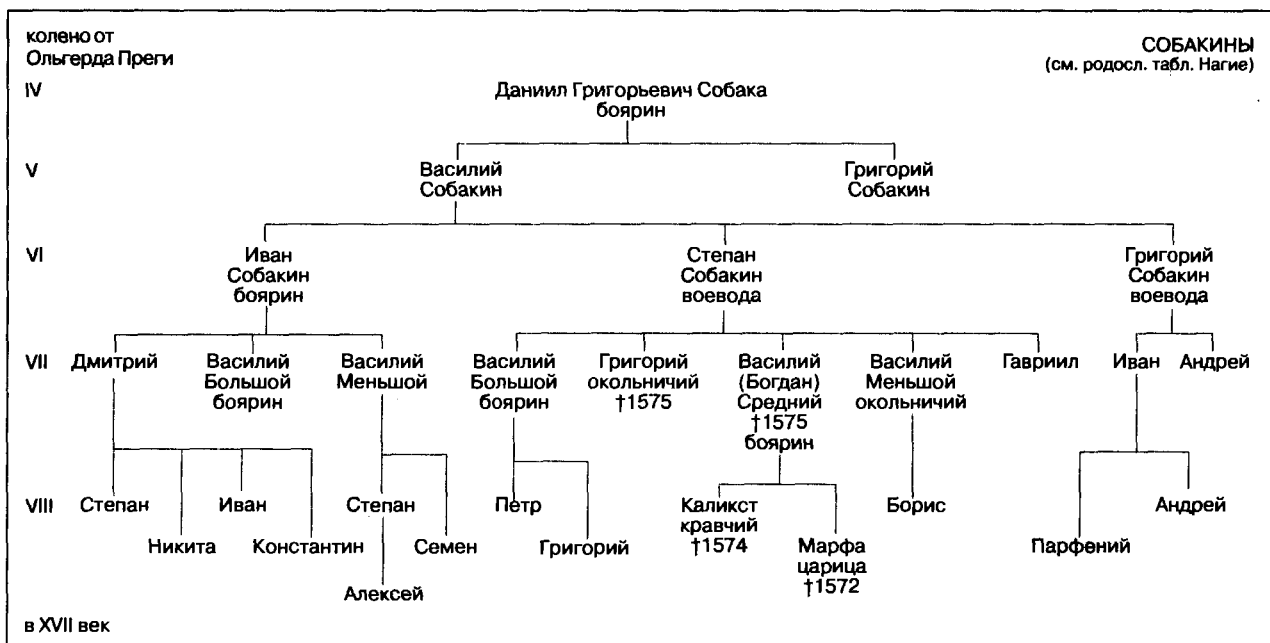 колено от
Ольгерда Преги
СОБАКИНЫ
(см. родосл. табл. Нагие)
IV
Даниил Григорьевич Собака
боярин
V
Василий
Собакин
Григорий
Собакин
VI
Иван
Собакин
боярин
Степан
Собакин
воевода
Григорий
Собакин
воевода
VII
Дмитрий
Василий
Большой
боярин
Василий
Меньшой
Василий
Большой
боярин
Григорий
окольничий
†1575
Василий
(Богдан)
Средний
†1575
боярин
Василий
Меньшой
окольничий
Гавриил
Иван
Андрей
VIII
Степан
Никита
Иван
Константин
Степан
Семен
Алексей
Петр
Григорий
Каликст
кравчий
†1574
Марфа
царица
†1572
Борис
Парфений
Андрей
в XVII век